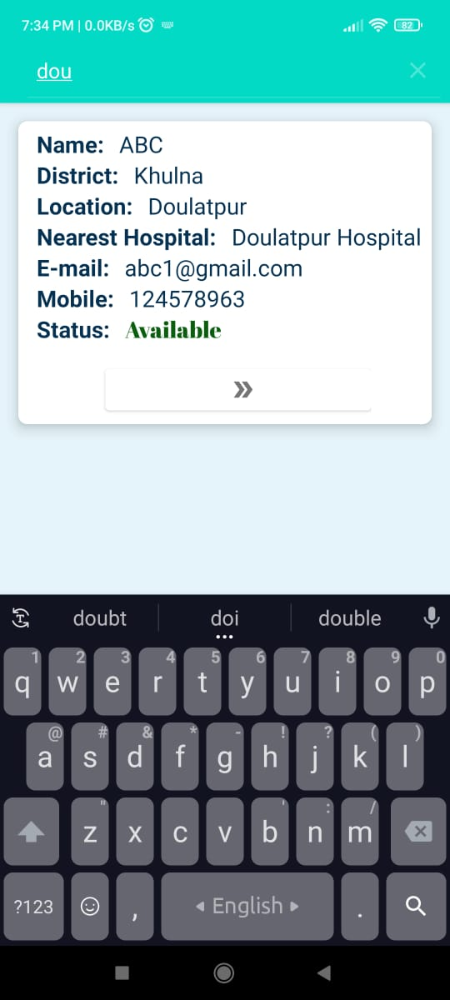 7:34 PM | 0.0KB/s 82
dou
Name: ABC
District: Khulna
Location: Doulatpur
Nearest Hospital: Doulatpur Hospital
E-mail: abc1@gmail.com
Mobile: 124578963
Status: Available
»
doubt doi double
1 2 3 4 5 6 7 8 9 0
q w e r t y u i o p
@ # & * - ! ? ( )
a s d f g h j k l
" ' : /
z x c v b n m
?123 , English .